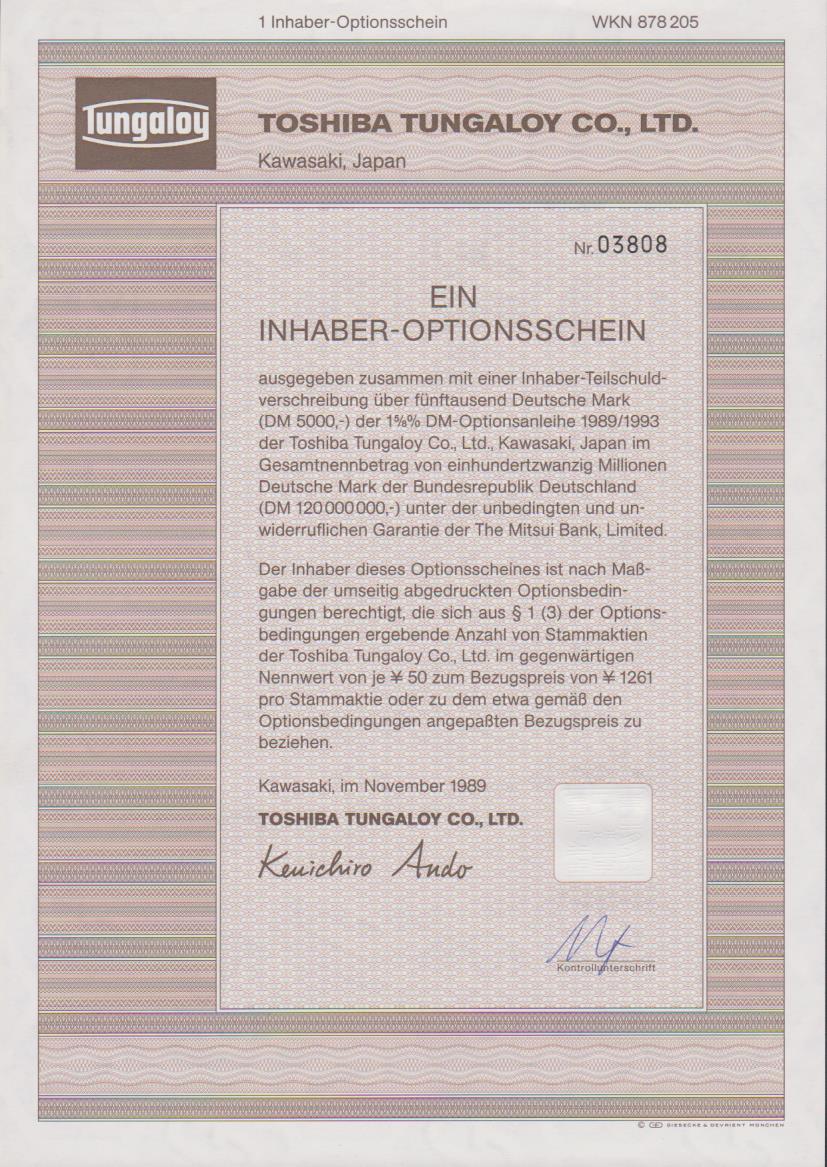 1 Inhaber-Optionsschein WKN 878 205
Tungaloy
TOSHIBA TUNGALOY CO., LTD.
Kawasaki, Japan
Nr. 03808
EIN
INHABER-OPTIONSSCHEIN
ausgegeben zusammen mit einer Inhaber-Teilschuld-
verschreibung über fünftausend Deutsche Mark
(DM 5000,-) der 1⅝% DM-Optionsanleihe 1989/1993
der Toshiba Tungaloy Co., Ltd., Kawasaki, Japan im
Gesamtnennbetrag von einhundertzwanzig Millionen
Deutsche Mark der Bundesrepublik Deutschland
(DM 120 000 000,-) unter der unbedingten und un-
widerruflichen Garantie der The Mitsui Bank, Limited.
Der Inhaber dieses Optionsscheines ist nach Maß-
gabe der umseitig abgedruckten Optionsbedin-
gungen berechtigt, die sich aus § 1 (3) der Options-
bedingungen ergebende Anzahl von Stammaktien
der Toshiba Tungaloy Co., Ltd. im gegenwärtigen
Nennwert von je ¥ 50 zum Bezugspreis von ¥ 1261
pro Stammaktie oder zu dem etwa gemäß den
Optionsbedingungen angepaßten Bezugspreis zu
beziehen.
Kawasaki, im November 1989
TOSHIBA TUNGALOY CO., LTD.
Kenichiro Ando
Kontrollunterschrift
© GIESECKE & DEVRIENT MÜNCHEN